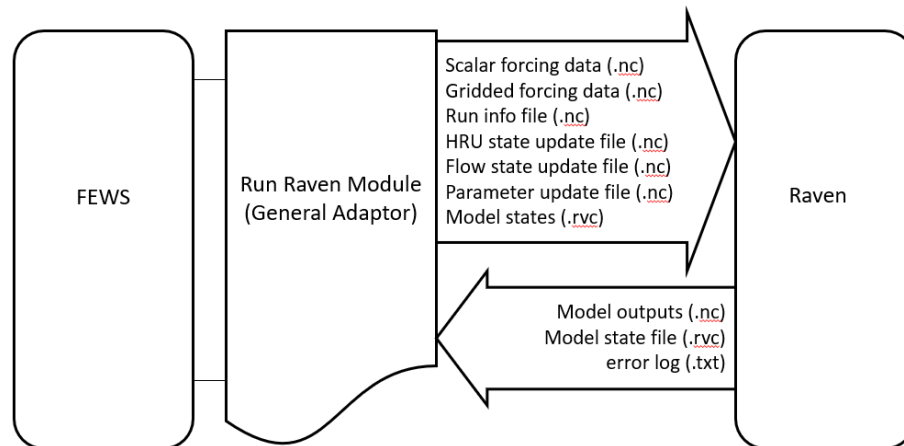 FEWS
Run Raven Module
(General Adaptor)
Scalar forcing data (.nc)
Gridded forcing data (.nc)
Run info file (.nc)
HRU state update file (.nc)
Flow state update file (.nc)
Parameter update file (.nc)
Model states (.rvc)
Raven
Model outputs (.nc)
Model state file (.rvc)
error log (.txt)